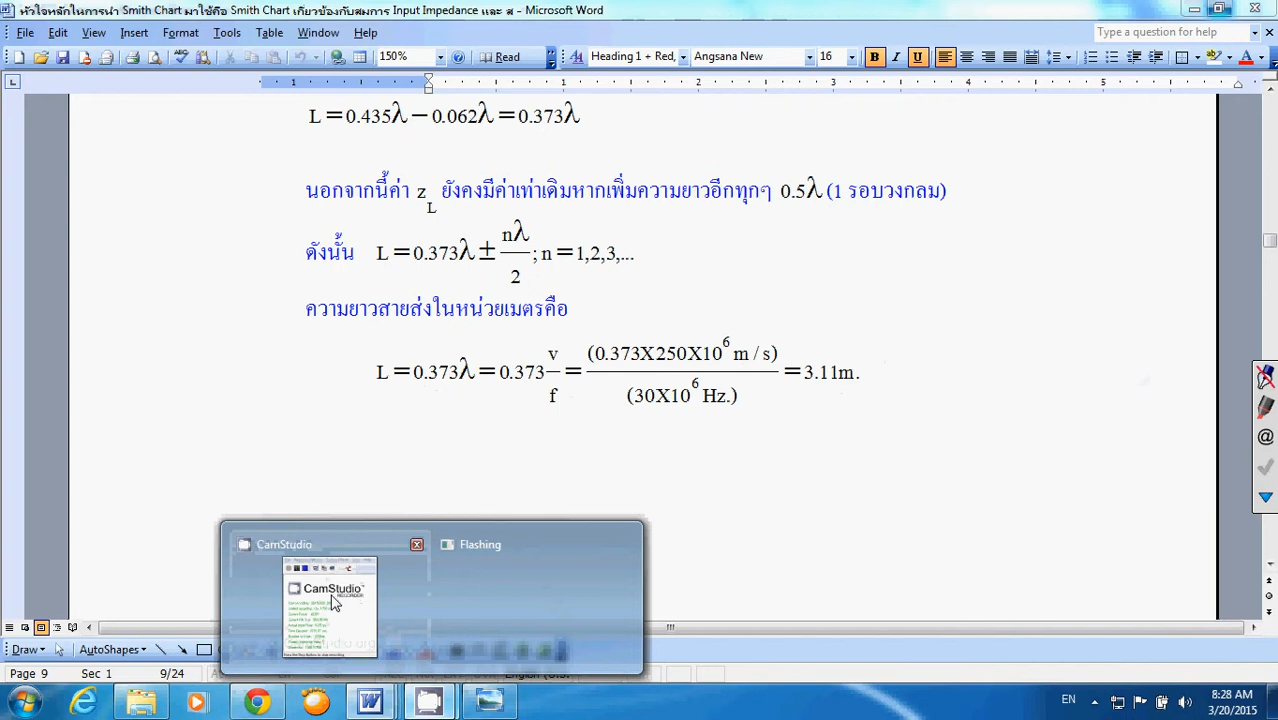 หัวใจหลักในการนำ Smith Chart มาใช้คือ Smith Chart เกี่ยวข้องกับสมการ Input Impedance และ ส - Microsoft Word
File Edit View Insert Format Tools Table Window Help
Type a question for help
150% Read Heading 1 + Red, Angsana New 16 B I U
1 1 2 3 4 5
L = 0.435λ − 0.062λ = 0.373λ
นอกจากนี้ค่า z_L ยังคงมีค่าเท่าเดิมหากเพิ่มความยาวอีกทุกๆ 0.5λ (1 รอบวงกลม)
ดังนั้น L = 0.373λ ± nλ/2 ; n = 1,2,3,...
ความยาวสายส่งในหน่วยเมตรคือ
L = 0.373λ = 0.373 v/f = (0.373X250X10^6 m / s)/(30X10^6 Hz.) = 3.11m.
CamStudio Flashing
CamStudio
Draw AutoShapes
Page 9 Sec 1 9/24
EN 8:28 AM
3/20/2015